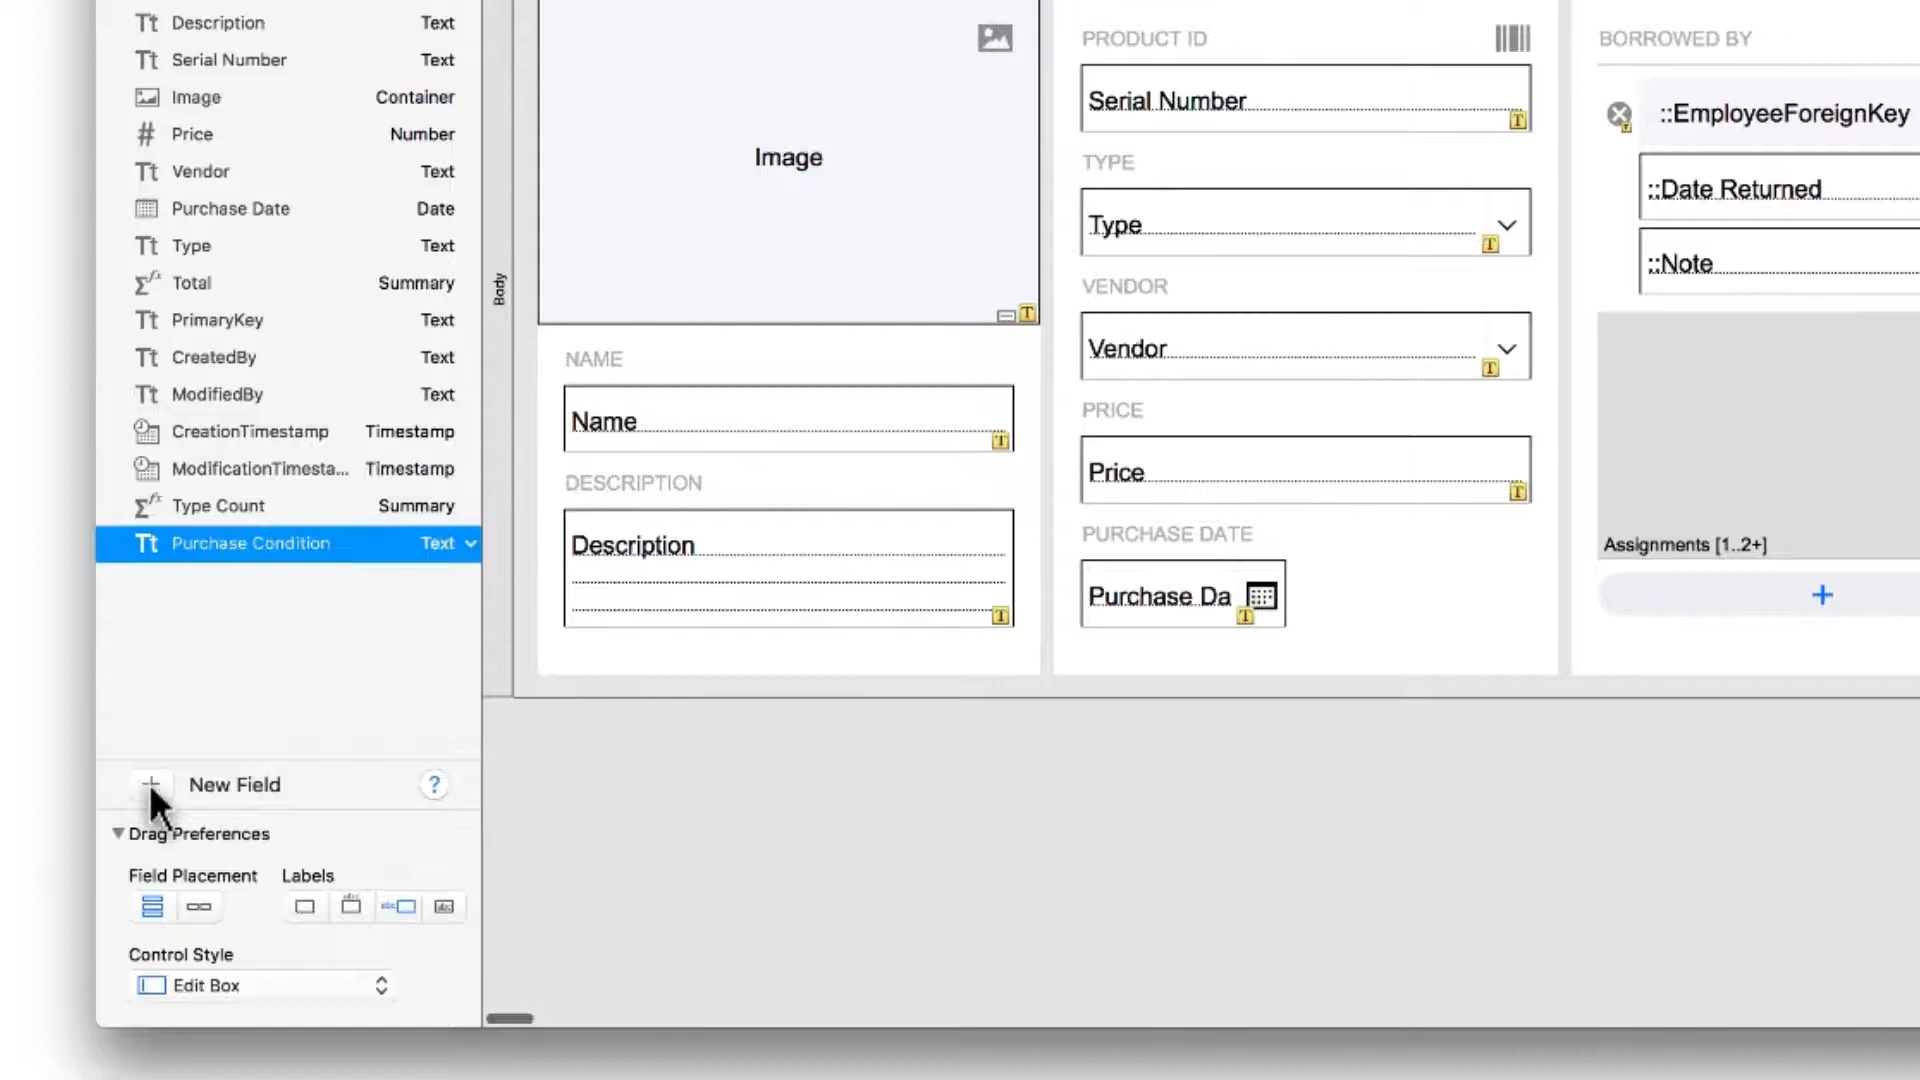 Description Text
Serial Number Text
Image Container
Price Number
Vendor Text
Purchase Date Date
Type Text
Total Summary
PrimaryKey Text
CreatedBy Text
ModifiedBy Text
CreationTimestamp Timestamp
ModificationTimesta... Timestamp
Type Count Summary
Purchase Condition Text
New Field ?
Drag Preferences
Field Placement Labels
Control Style
Edit Box
Body
Image
NAME
Name
DESCRIPTION
Description
PRODUCT ID
Serial Number
TYPE
Type
VENDOR
Vendor
PRICE
Price
PURCHASE DATE
Purchase Da
BORROWED BY
::EmployeeForeignKey
::Date Returned
::Note
Assignments [1..2+]
+